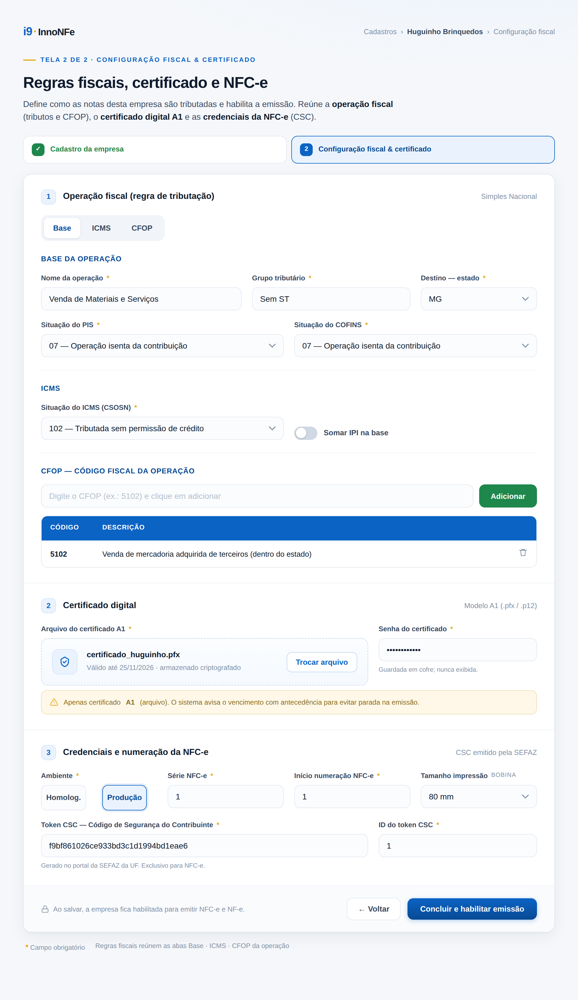 i9·InnoNFe
Cadastros › Huguinho Brinquedos › Configuração fiscal
TELA 2 DE 2 · CONFIGURAÇÃO FISCAL & CERTIFICADO
Regras fiscais, certificado e NFC-e
Define como as notas desta empresa são tributadas e habilita a emissão. Reúne a operação fiscal
(tributos e CFOP), o certificado digital A1 e as credenciais da NFC-e (CSC).
✓ Cadastro da empresa
2 Configuração fiscal & certificado
1 Operação fiscal (regra de tributação)
Simples Nacional
Base ICMS CFOP
BASE DA OPERAÇÃO
Nome da operação * Grupo tributário * Destino — estado *
Venda de Materiais e Serviços Sem ST MG
Situação do PIS * Situação do COFINS *
07 — Operação isenta da contribuição 07 — Operação isenta da contribuição
ICMS
Situação do ICMS (CSOSN) *
102 — Tributada sem permissão de crédito Somar IPI na base
CFOP — CÓDIGO FISCAL DA OPERAÇÃO
Digite o CFOP (ex.: 5102) e clique em adicionar Adicionar
CÓDIGO DESCRIÇÃO
5102 Venda de mercadoria adquirida de terceiros (dentro do estado)
2 Certificado digital
Modelo A1 (.pfx / .p12)
Arquivo do certificado A1 * Senha do certificado *
certificado_huguinho.pfx
Válido até 25/11/2026 · armazenado criptografado
Trocar arquivo
••••••••••••
Guardada em cofre; nunca exibida.
Apenas certificado A1 (arquivo). O sistema avisa o vencimento com antecedência para evitar parada na emissão.
3 Credenciais e numeração da NFC-e
CSC emitido pela SEFAZ
Ambiente * Série NFC-e * Início numeração NFC-e * Tamanho impressão BOBINA
Homolog. Produção 1 1 80 mm
Token CSC — Código de Segurança do Contribuinte * ID do token CSC *
f9bf861026ce933bd3c1d1994bd1eae6 1
Gerado no portal da SEFAZ da UF. Exclusivo para NFC-e.
Ao salvar, a empresa fica habilitada para emitir NFC-e e NF-e.
← Voltar Concluir e habilitar emissão
* Campo obrigatório Regras fiscais reúnem as abas Base · ICMS · CFOP da operação